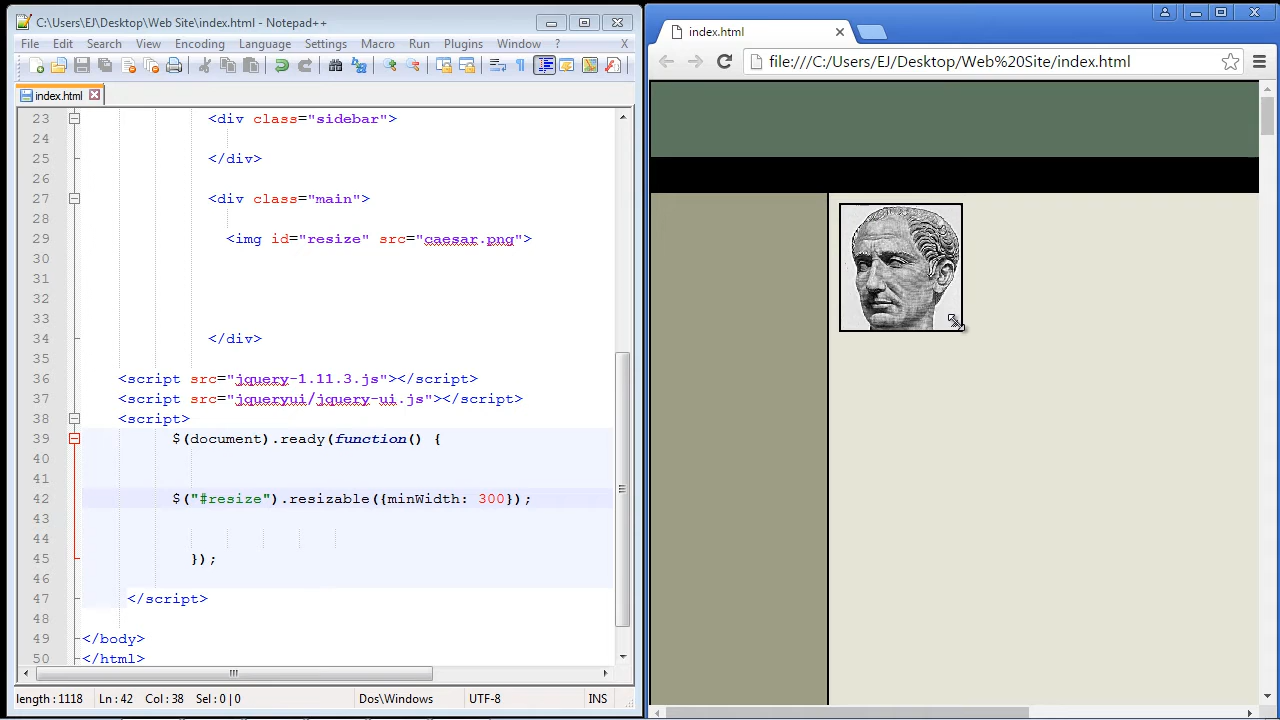 C:\Users\EJ\Desktop\Web Site\index.html - Notepad++
File Edit Search View Encoding Language Settings Macro Run Plugins Window ? X
index.html
23 <div class="sidebar">
24
25 </div>
26
27 <div class="main">
28
29 <img id="resize" src="caesar.png">
30
31
32
33
34 </div>
35
36 <script src="jquery-1.11.3.js"></script>
37 <script src="jqueryui/jquery-ui.js"></script>
38 <script>
39 $(document).ready(function() {
40
41
42 $("#resize").resizable({minWidth: 300});
43
44
45 });
46
47 </script>
48
49 </body>
50 </html>
length : 1118 Ln : 42 Col : 38 Sel : 0 | 0 Dos\Windows UTF-8 INS
index.html
file:///C:/Users/EJ/Desktop/Web%20Site/index.html